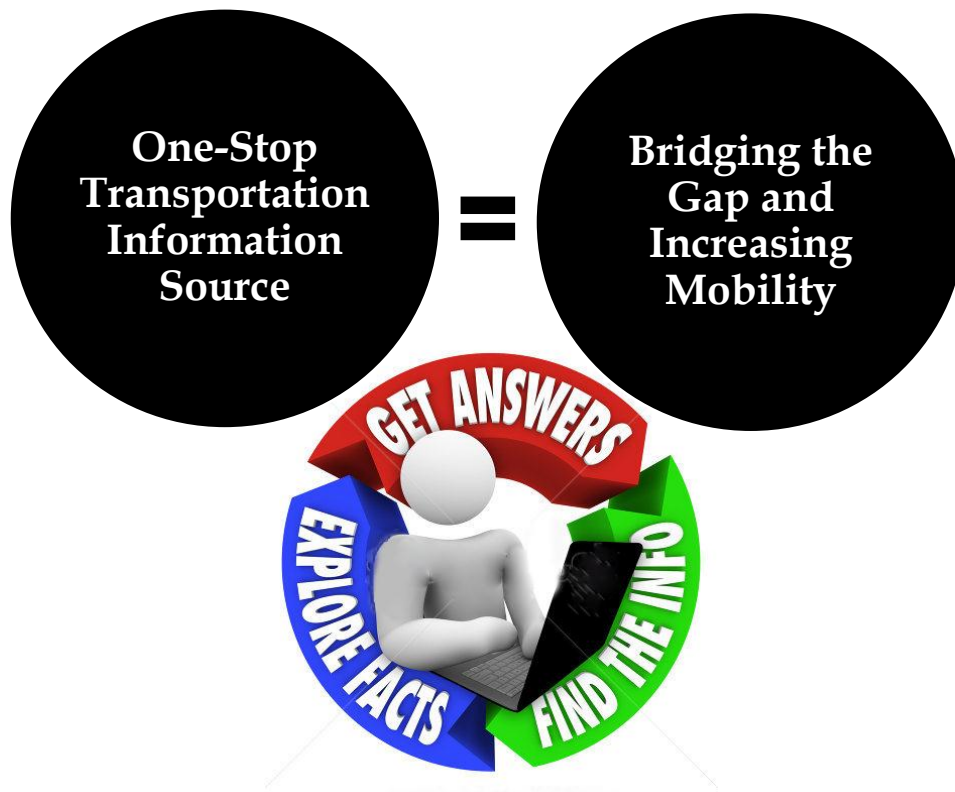 One-Stop
Transportation
Information
Source
=
Bridging the
Gap and
Increasing
Mobility
GET ANSWERS
EXPLORE FACTS
FIND THE INFO